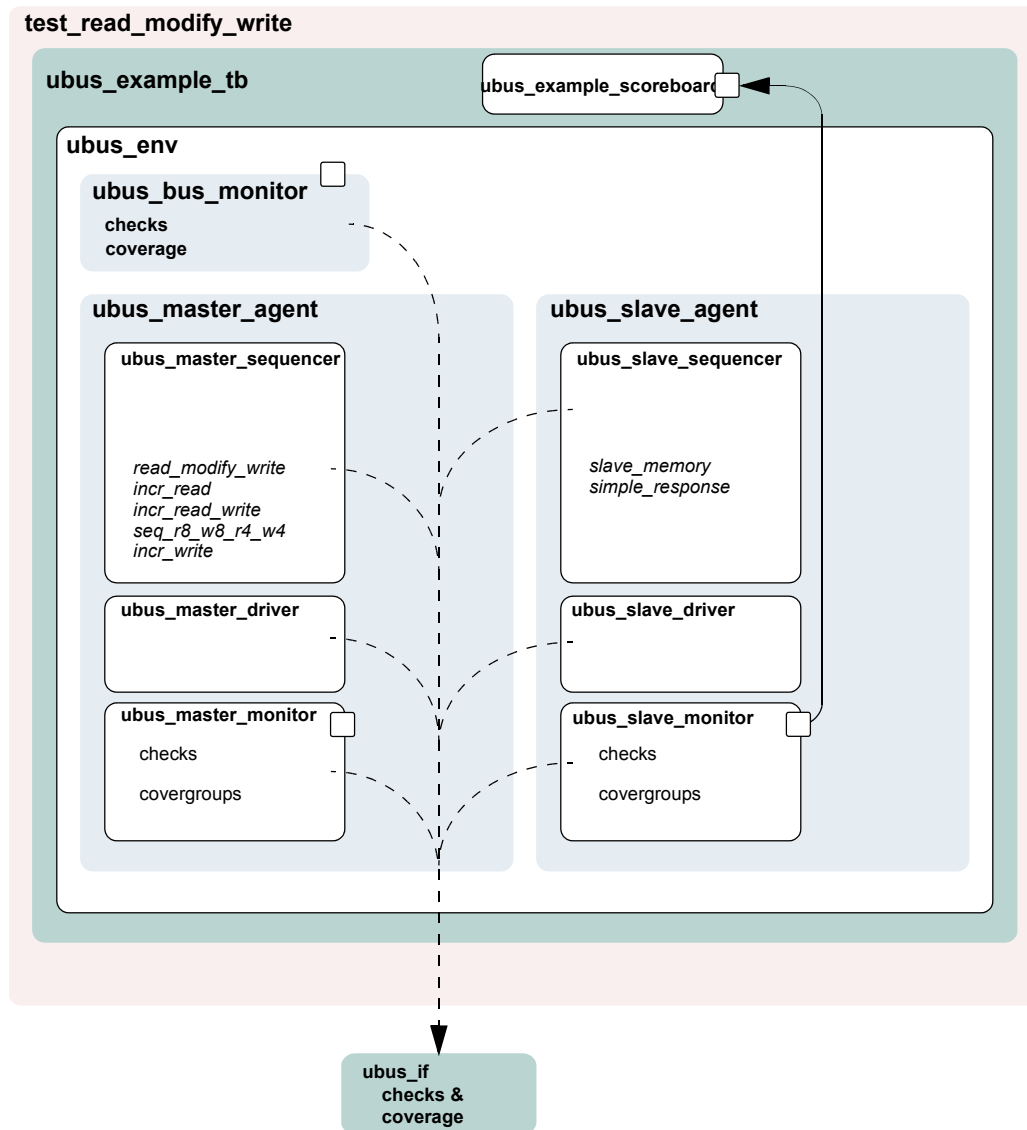 test_read_modify_write
ubus_example_tb
ubus_example_scoreboard
ubus_env
ubus_bus_monitor
checks
coverage
ubus_master_agent
ubus_master_sequencer
read_modify_write
incr_read
incr_read_write
seq_r8_w8_r4_w4
incr_write
ubus_master_driver
ubus_master_monitor
checks
covergroups
ubus_slave_agent
ubus_slave_sequencer
slave_memory
simple_response
ubus_slave_driver
ubus_slave_monitor
checks
covergroups
ubus_if
checks &
coverage